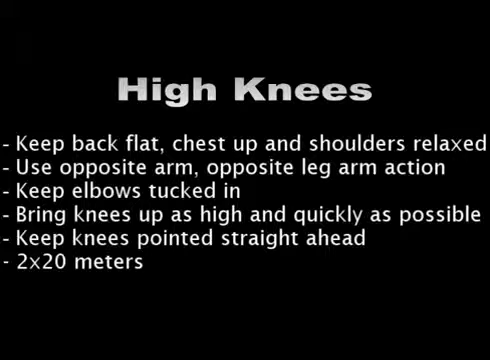 High Knees
- Keep back flat, chest up and shoulders relaxed
- Use opposite arm, opposite leg arm action
- Keep elbows tucked in
- Bring knees up as high and quickly as possible
- Keep knees pointed straight ahead
- 2x20 meters